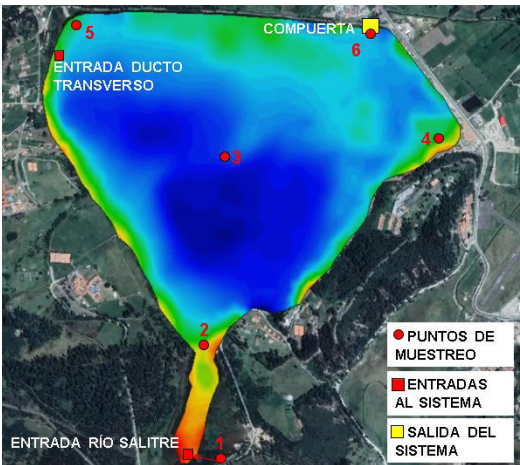 5
COMPUERTA
6
ENTRADA DUCTO
TRANSVERSO
4
3
2
PUNTOS DE
MUESTREO
ENTRADAS
AL SISTEMA
SALIDA DEL
SISTEMA
ENTRADA RÍO SALITRE
1